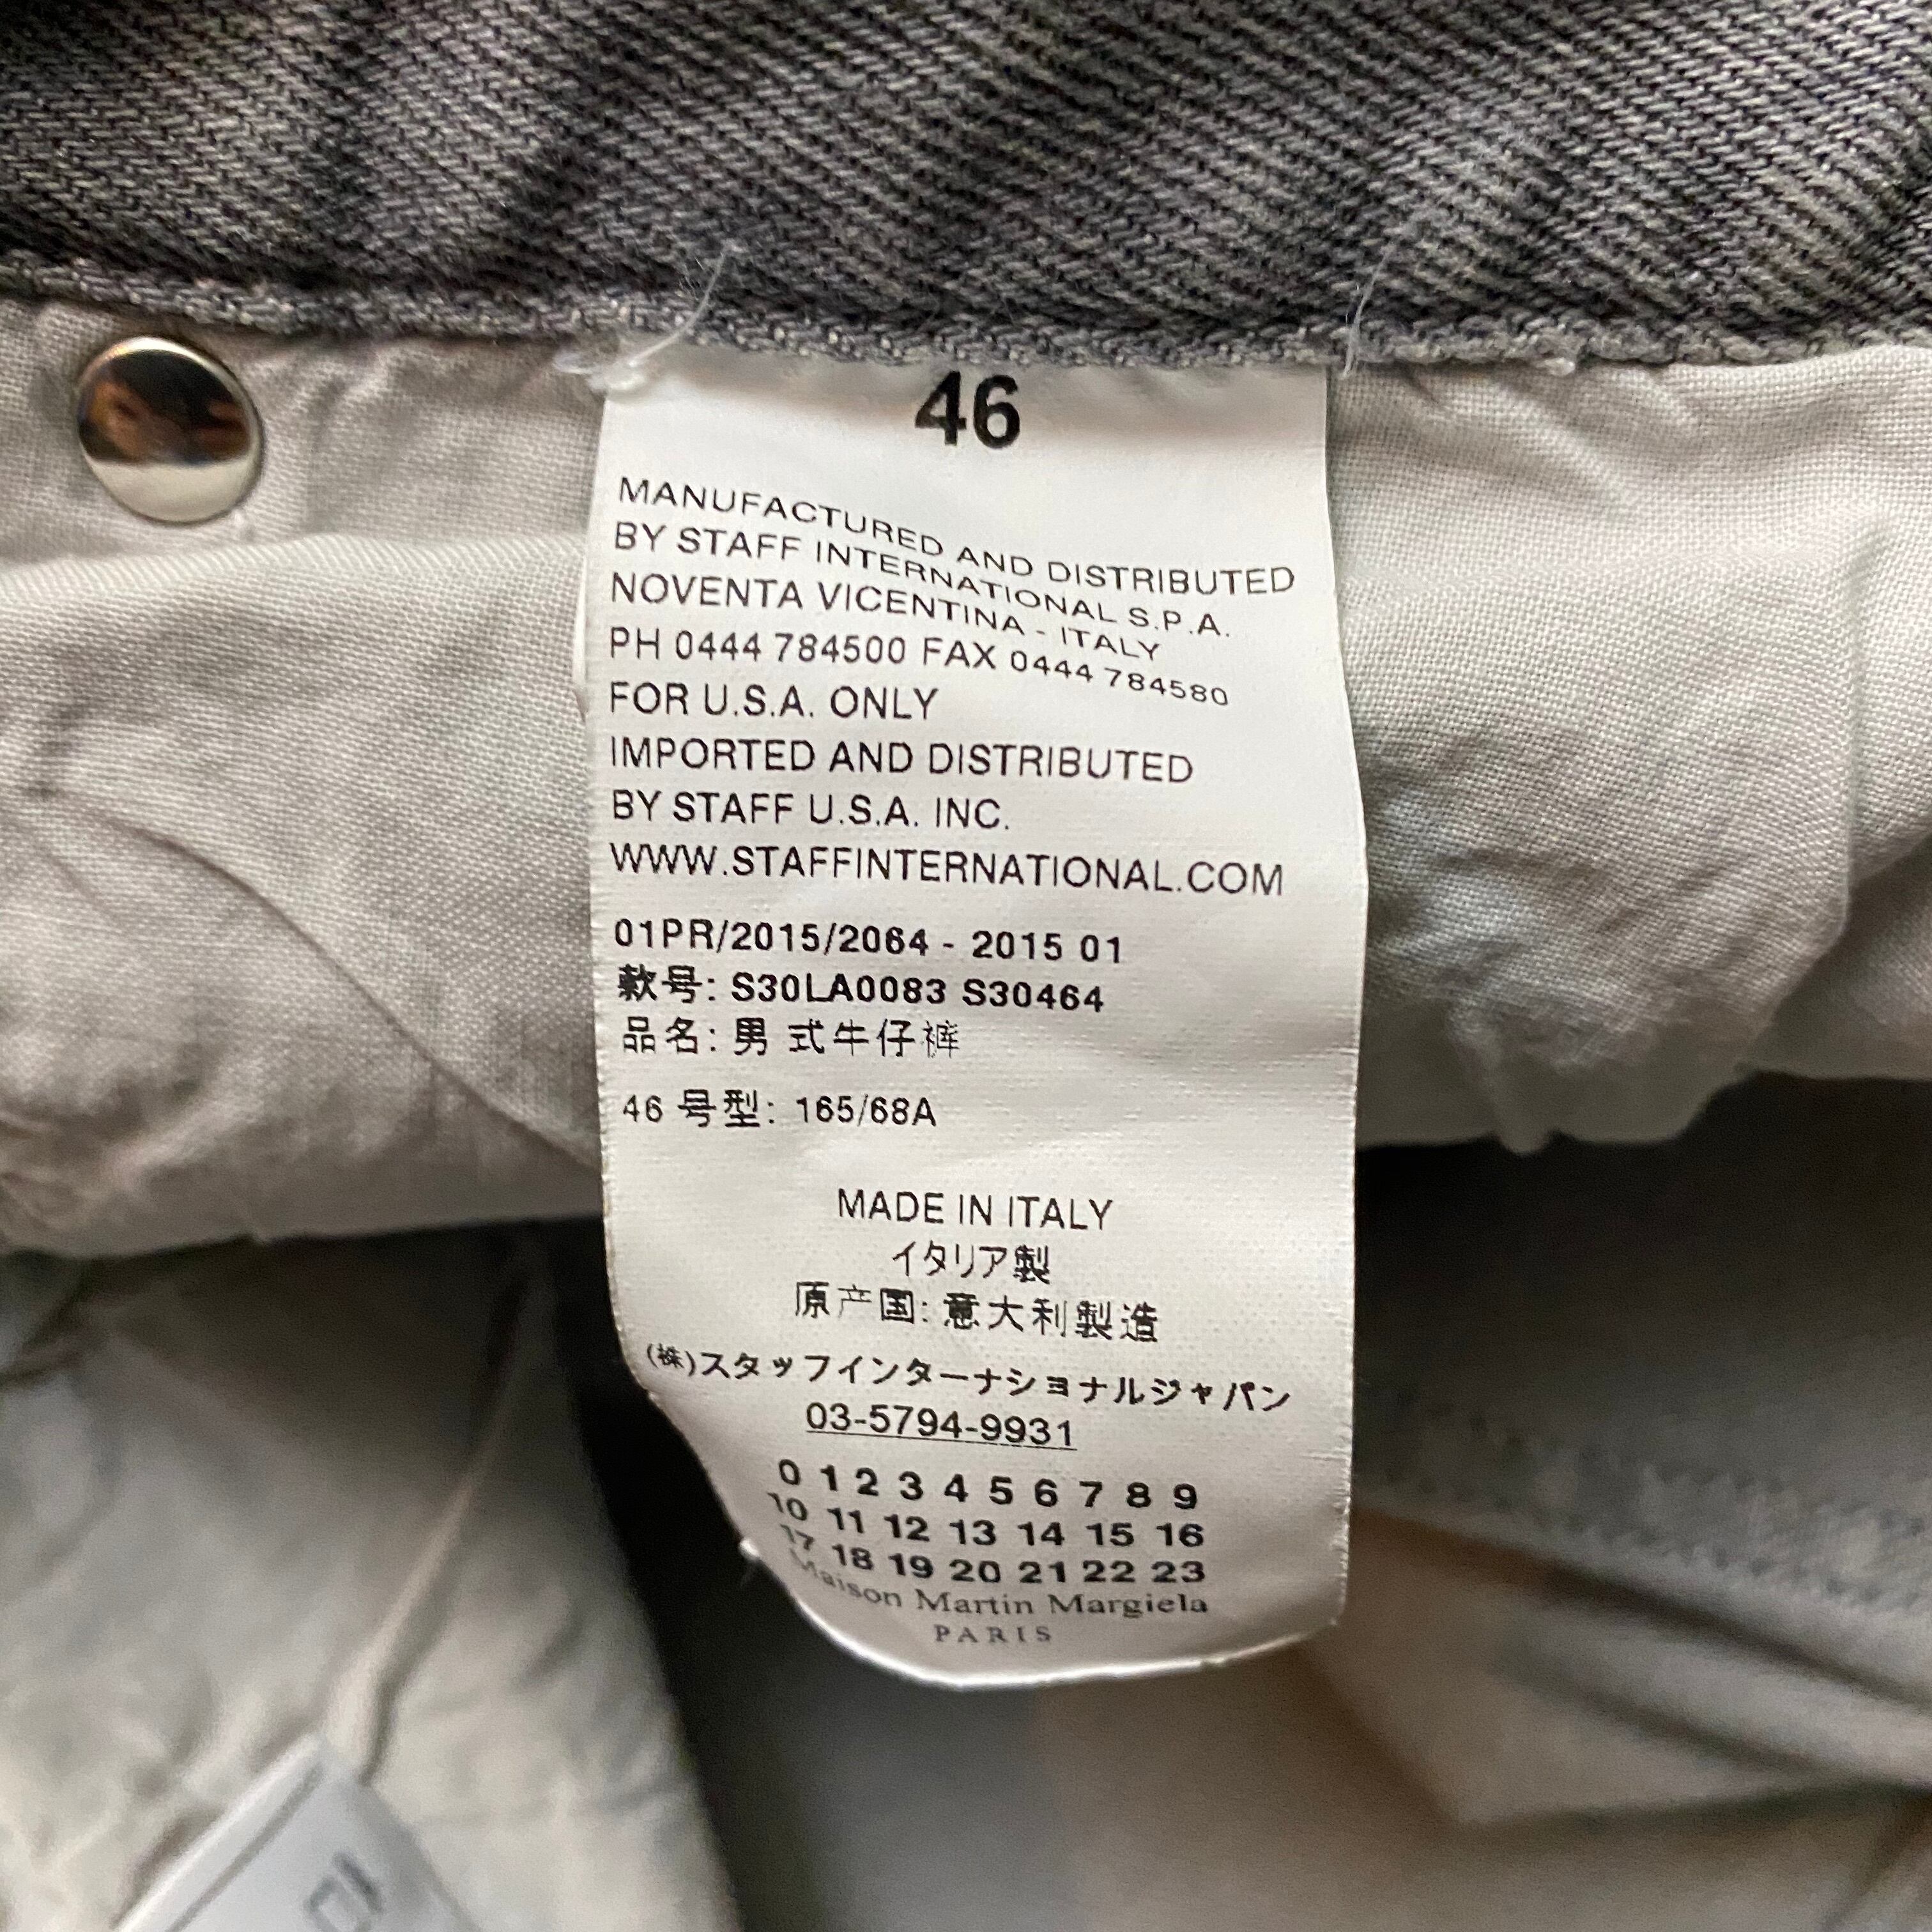 46
MANUFACTURED AND DISTRIBUTED
BY STAFF INTERNATIONAL S.P.A.
NOVENTA VICENTINA - ITALY
PH 0444 784500 FAX 0444 784580
FOR U.S.A. ONLY
IMPORTED AND DISTRIBUTED
BY STAFF U.S.A. INC.
WWW.STAFFINTERNATIONAL.COM
01PR/2015/2064 - 2015 01
款号: S30LA0083 S30464
品名: 男 式牛仔裤
46 号型: 165/68A
MADE IN ITALY
イタリア製
原产国: 意大利製造
(株)スタッフインターナショナルジャパン
03-5794-9931
0 1 2 3 4 5 6 7 8 9
10 11 12 13 14 15 16
17 18 19 20 21 22 23
Maison Martin Margiela
PARIS